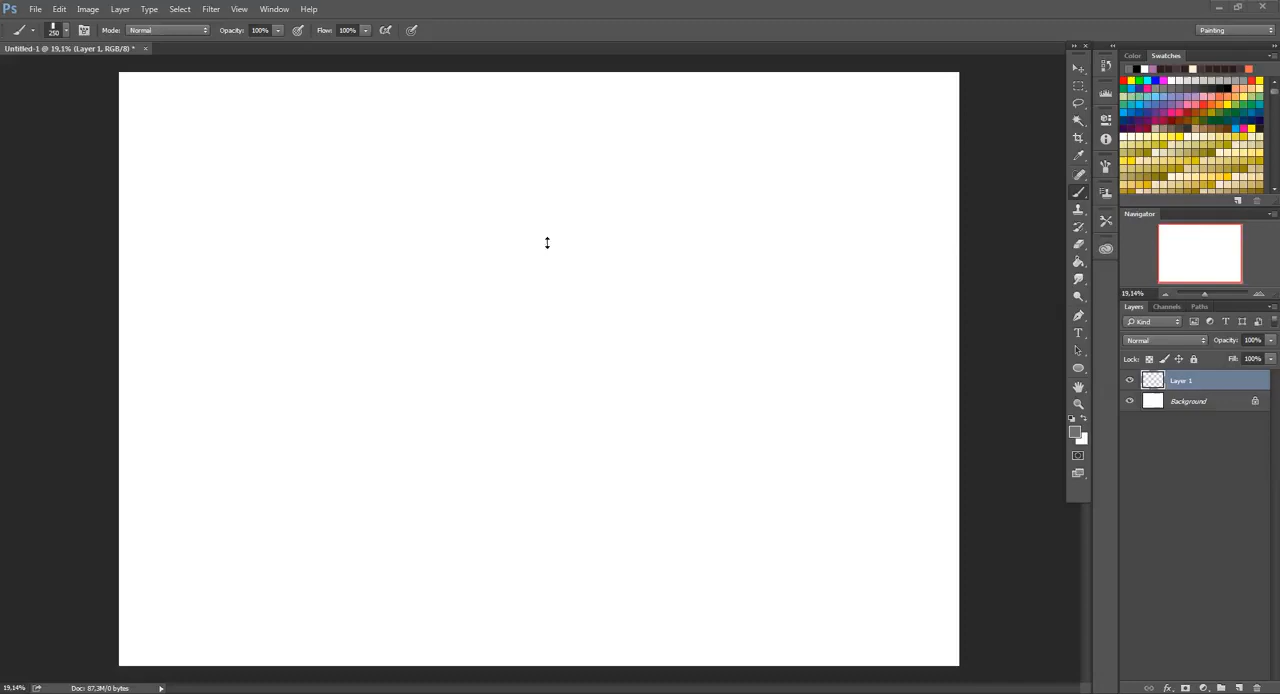 Ps File Edit Image Layer Type Select Filter View Window Help
250 Mode: Normal Opacity: 100% Flow: 100% Painting
Untitled-1 @ 19,1% (Layer 1, RGB/8) * ×
Color Swatches
Navigator
19,14%
Layers Channels Paths
Kind T
Normal Opacity: 100%
Lock: Fill: 100%
Layer 1
Background
T
fx
19,14% Doc: 87,3M/0 bytes